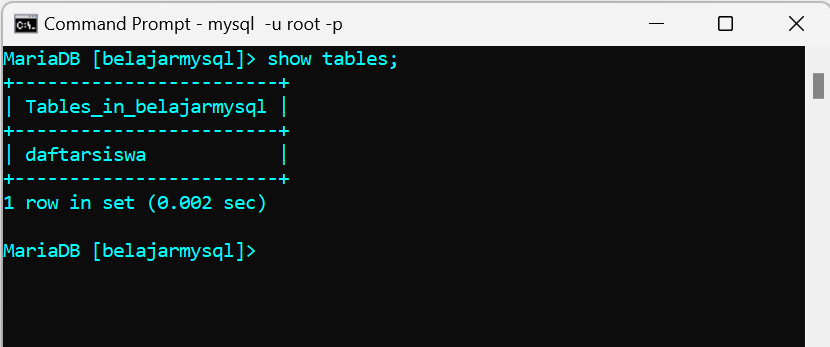 Command Prompt - mysql  -u root -p
MariaDB [belajarmysql]> show tables;
+------------------------+
| Tables_in_belajarmysql |
+------------------------+
| daftarsiswa            |
+------------------------+
1 row in set (0.002 sec)
MariaDB [belajarmysql]>